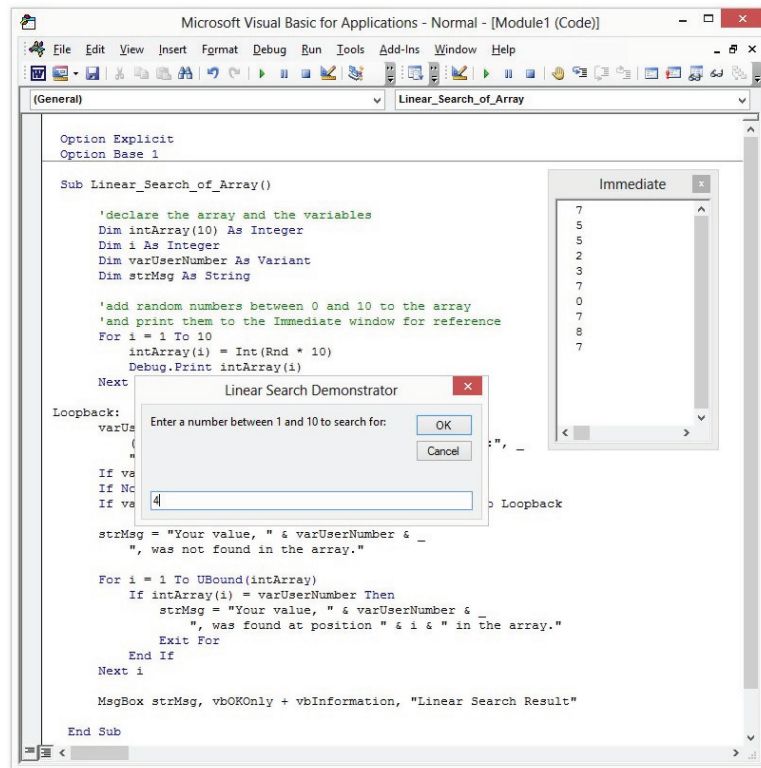 Microsoft Visual Basic for Applications - Normal - [Module1 (Code)]
File Edit View Insert Format Debug Run Tools Add-Ins Window Help
(General) Linear_Search_of_Array
Option Explicit
Option Base 1
Sub Linear_Search_of_Array()
'declare the array and the variables
Dim intArray(10) As Integer
Dim i As Integer
Dim varUserNumber As Variant
Dim strMsg As String
'add random numbers between 0 and 10 to the array
'and print them to the Immediate window for reference
For i = 1 To 10
intArray(i) = Int(Rnd * 10)
Debug.Print intArray(i)
Next
Loopback:
varUs
( :", _
"
If va
If No
If va o Loopback
strMsg = "Your value, " & varUserNumber & _
", was not found in the array."
For i = 1 To UBound(intArray)
If intArray(i) = varUserNumber Then
strMsg = "Your value, " & varUserNumber & _
", was found at position " & i & " in the array."
Exit For
End If
Next i
MsgBox strMsg, vbOKOnly + vbInformation, "Linear Search Result"
End Sub
Immediate
7
5
5
2
3
7
0
7
8
7
Linear Search Demonstrator
Enter a number between 1 and 10 to search for:
OK
Cancel
4